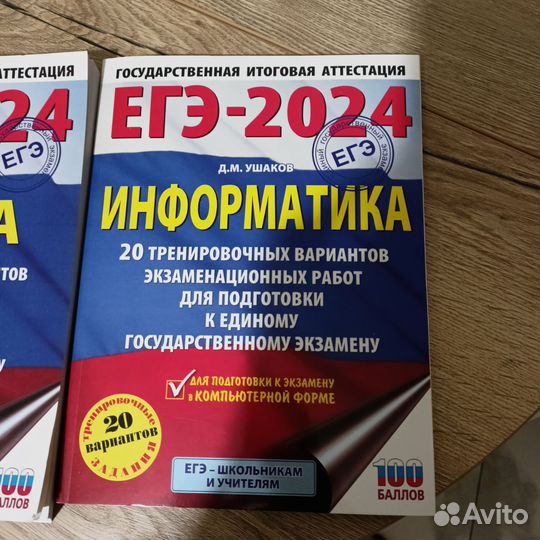 АТТЕСТАЦИЯ
24
ЕГЭ
А
ТОВ
У
100
БАЛЛОВ
ГОСУДАРСТВЕННАЯ ИТОГОВАЯ АТТЕСТАЦИЯ
ЕГЭ-2024
ЕГЭ
Д.М. УШАКОВ
ИНФОРМАТИКА
20 ТРЕНИРОВОЧНЫХ ВАРИАНТОВ
ЭКЗАМЕНАЦИОННЫХ РАБОТ
ДЛЯ ПОДГОТОВКИ
К ЕДИНОМУ
ГОСУДАРСТВЕННОМУ ЭКЗАМЕНУ
ДЛЯ ПОДГОТОВКИ К ЭКЗАМЕНУ
в КОМПЬЮТЕРНОЙ ФОРМЕ
тренировочные
20
вариантов
ЗАДАНИЯ
ЕГЭ – ШКОЛЬНИКАМ
И УЧИТЕЛЯМ
100
БАЛЛОВ
Avito